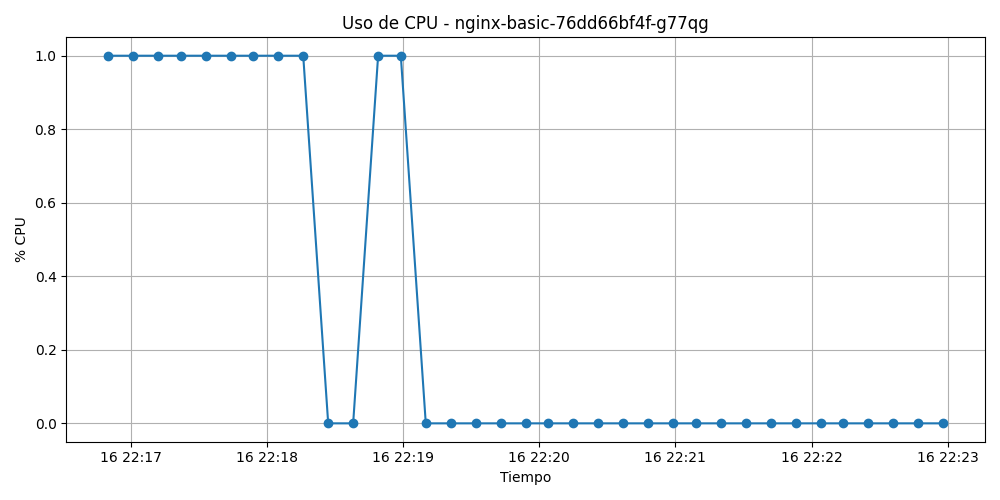 Uso de CPU - nginx-basic-76dd66bf4f-g77qg
1.0
0.8
0.6
0.4
0.2
0.0
% CPU
16 22:17 16 22:18 16 22:19 16 22:20 16 22:21 16 22:22 16 22:23
Tiempo